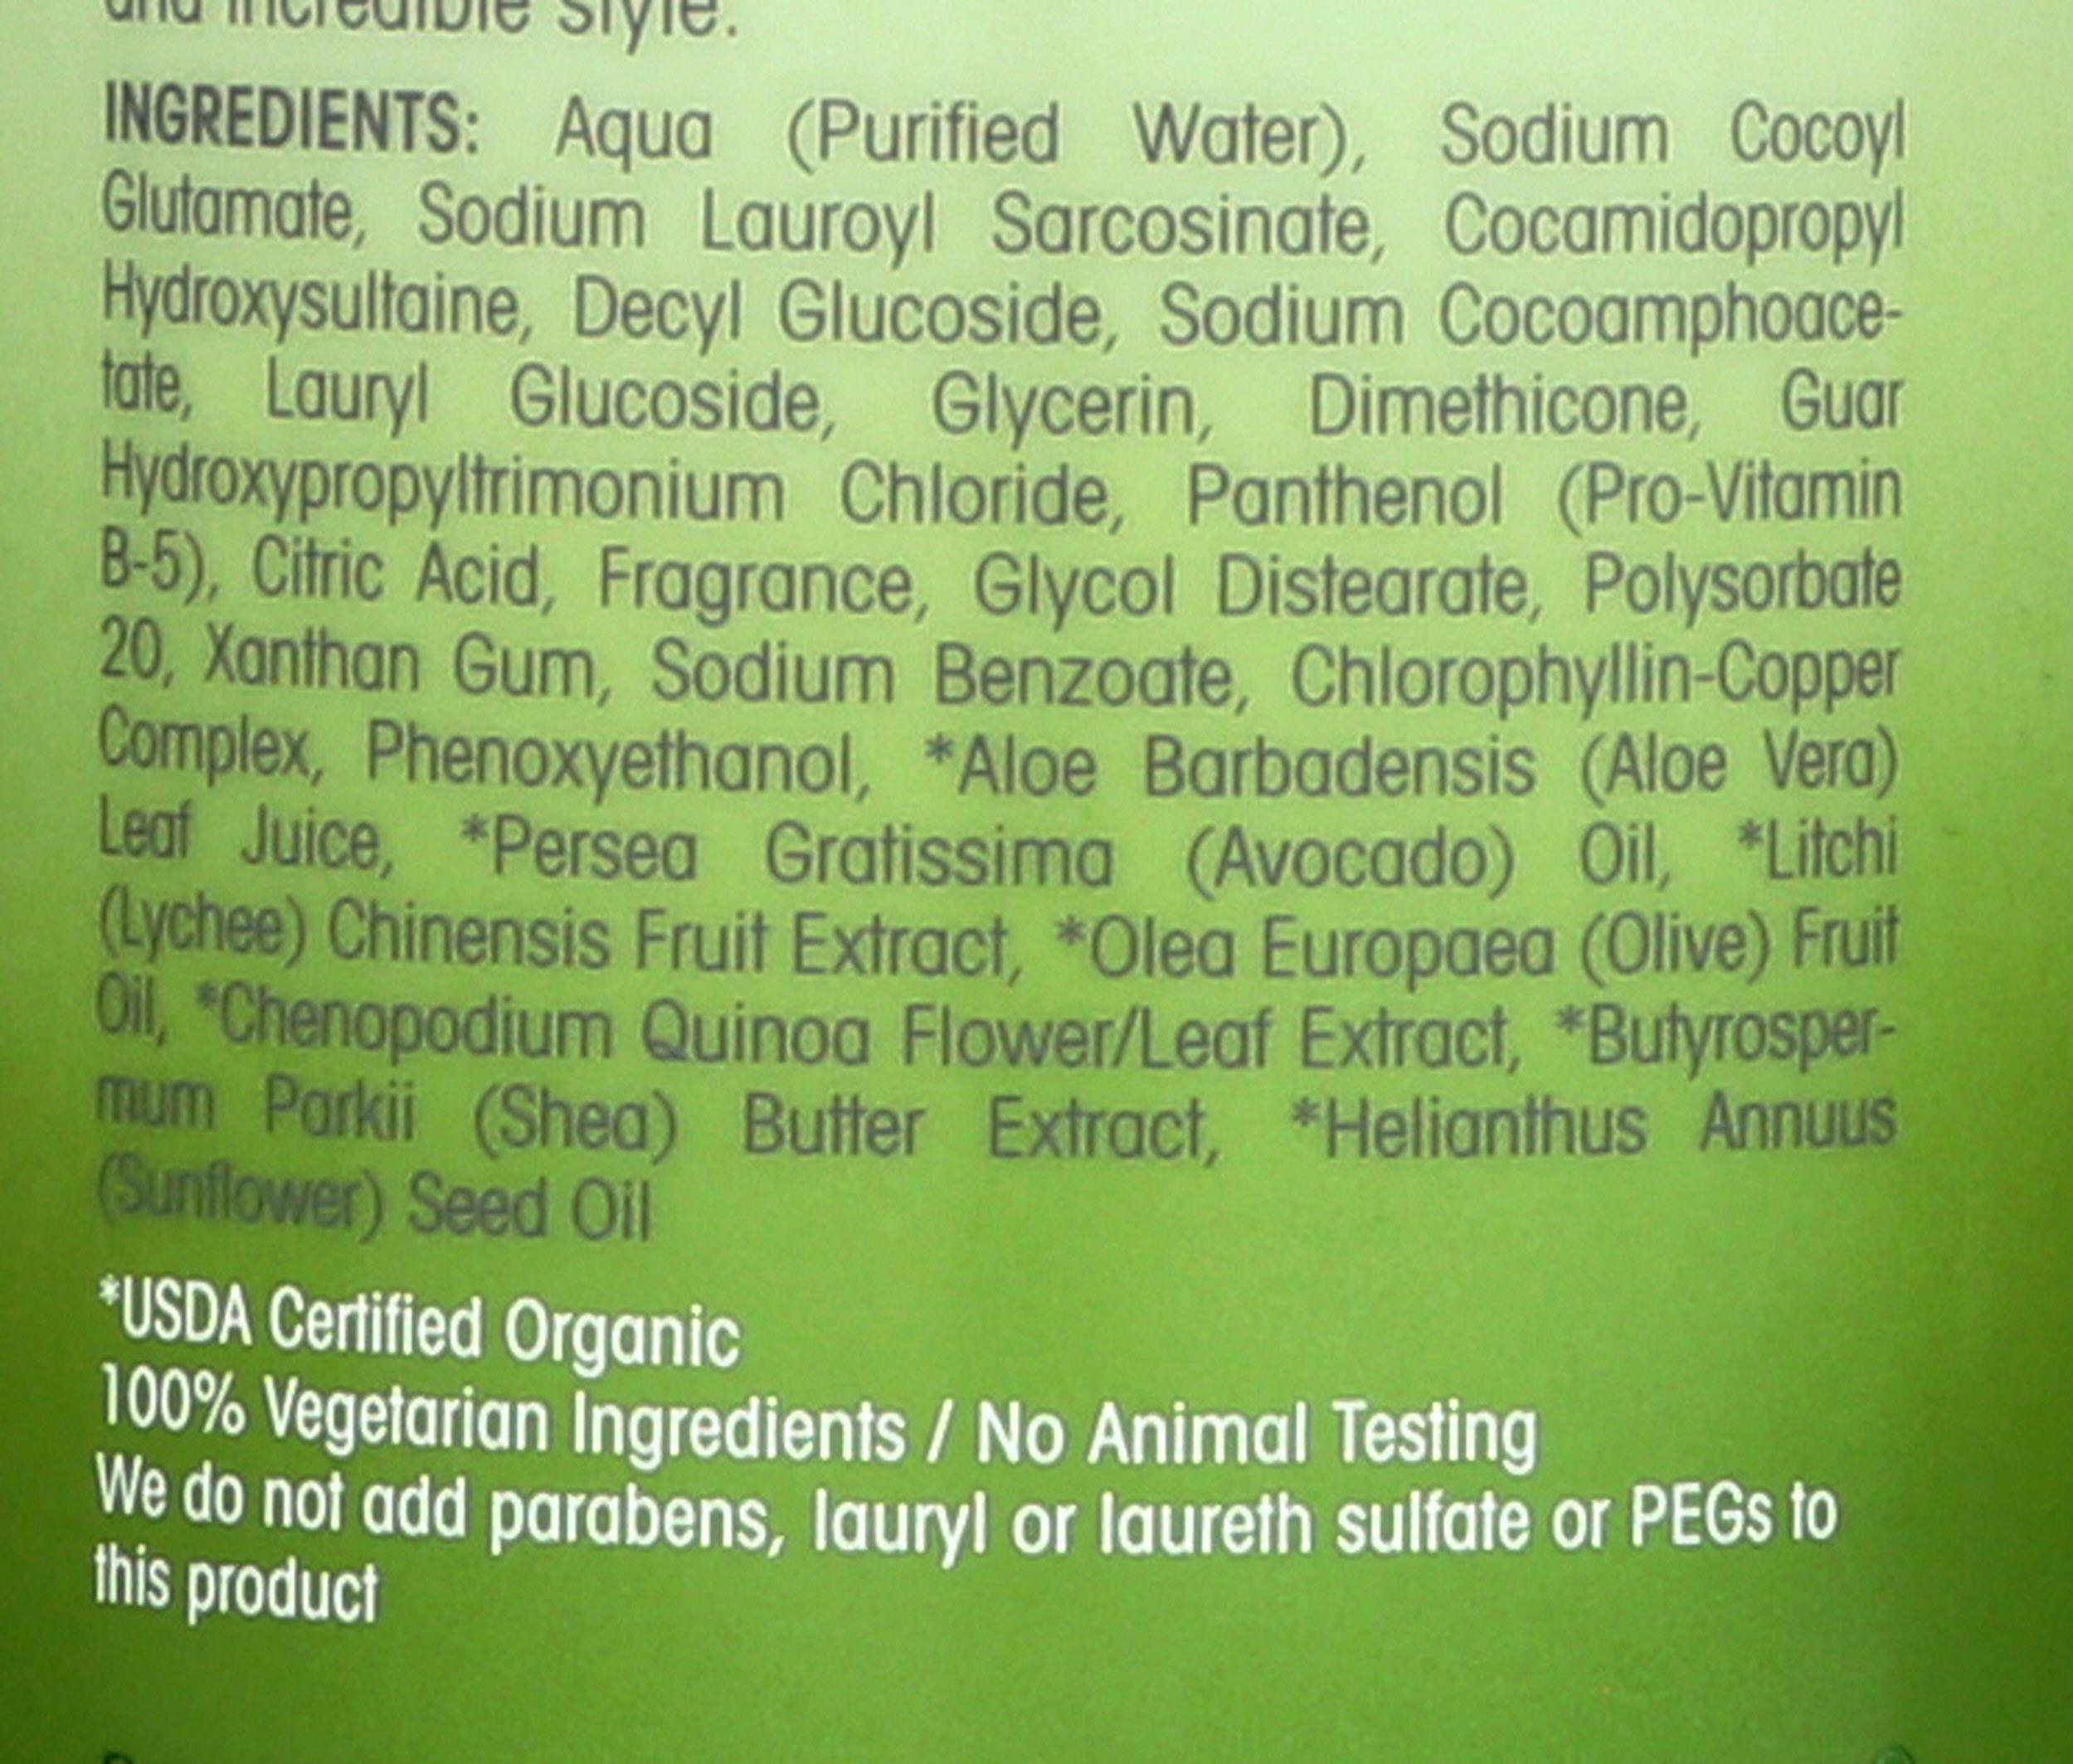 and incredible style.
INGREDIENTS: Aqua (Purified Water), Sodium Cocoyl
Glutamate, Sodium Lauroyl Sarcosinate, Cocamidopropyl
Hydroxysultaine, Decyl Glucoside, Sodium Cocoamphoace-
tate, Lauryl Glucoside, Glycerin, Dimethicone, Guar
Hydroxypropyltrimonium Chloride, Panthenol (Pro-Vitamin
B-5), Citric Acid, Fragrance, Glycol Distearate, Polysorbate
20, Xanthan Gum, Sodium Benzoate, Chlorophyllin-Copper
Complex, Phenoxyethanol, *Aloe Barbadensis (Aloe Vera)
Leaf Juice, *Persea Gratissima (Avocado) Oil, *Litchi
(Lychee) Chinensis Fruit Extract, *Olea Europaea (Olive) Fruit
Oil, *Chenopodium Quinoa Flower/Leaf Extract, *Butyrosper-
mum Parkii (Shea) Butter Extract, *Helianthus Annuus
(Sunflower) Seed Oil
*USDA Certified Organic
100% Vegetarian Ingredients / No Animal Testing
We do not add parabens, lauryl or laureth sulfate or PEGs to
this product